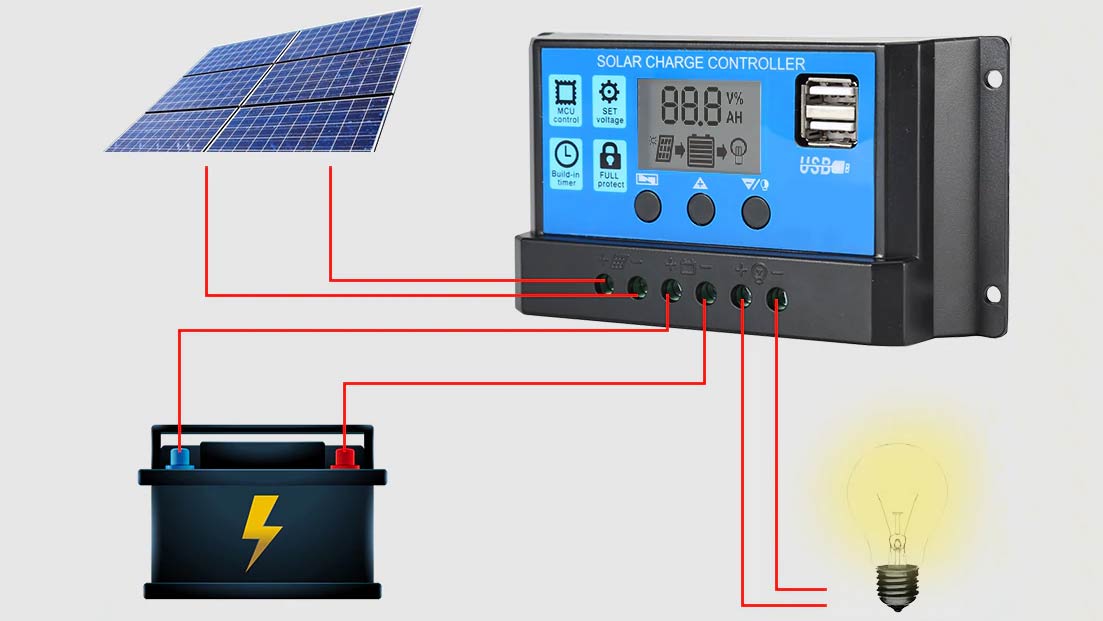 SOLAR CHARGE CONTROLLER
MCU
control
SET
voltage
Build-in
timer
FULL
protect
88.8 V%
AH
USB
+ −
+ −
+ −